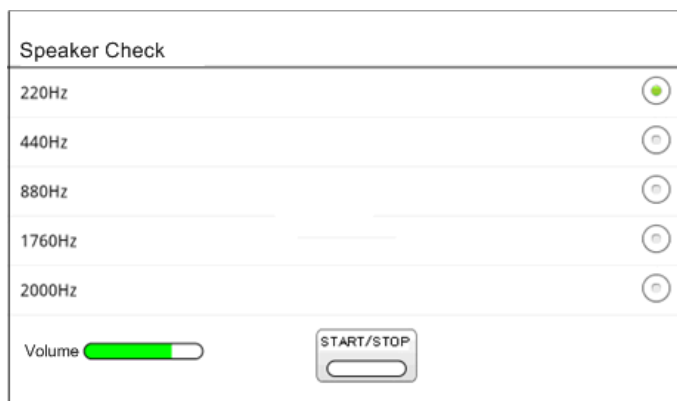 Speaker Check
220Hz
440Hz
880Hz
1760Hz
2000Hz
Volume
START/STOP